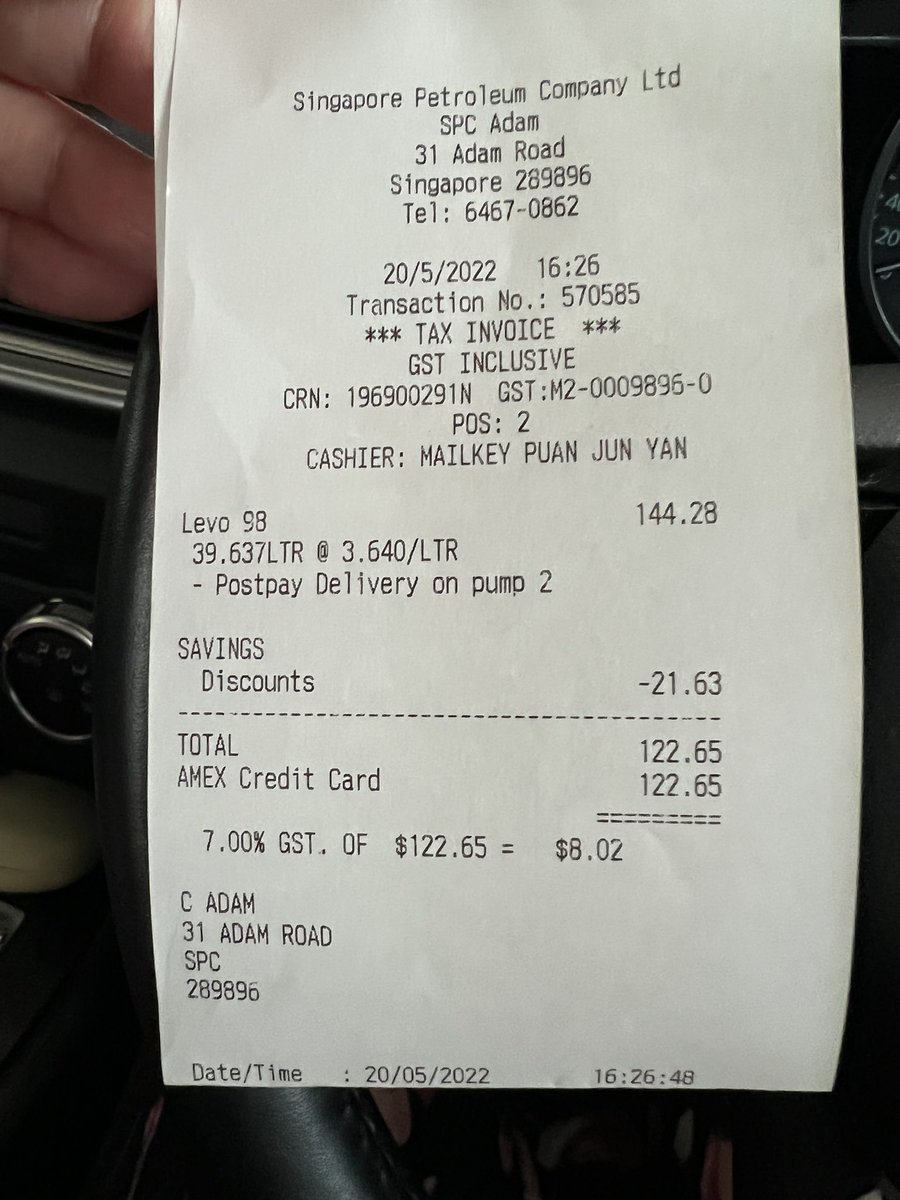 Singapore Petroleum Company Ltd
SPC Adam
31 Adam Road
Singapore 289896
Tel: 6467-0862
20/5/2022 16:26
Transaction No.: 570585
*** TAX INVOICE ***
GST INCLUSIVE
CRN: 196900291N GST:M2-0009896-0
POS: 2
CASHIER: MAILKEY PUAN JUN YAN
Levo 98 144.28
39.637LTR @ 3.640/LTR
- Postpay Delivery on pump 2
SAVINGS
Discounts -21.63
TOTAL 122.65
AMEX Credit Card 122.65
7.00% GST. OF $122.65 = $8.02
C ADAM
31 ADAM ROAD
SPC
289896
Date/Time : 20/05/2022 16:26:48
20